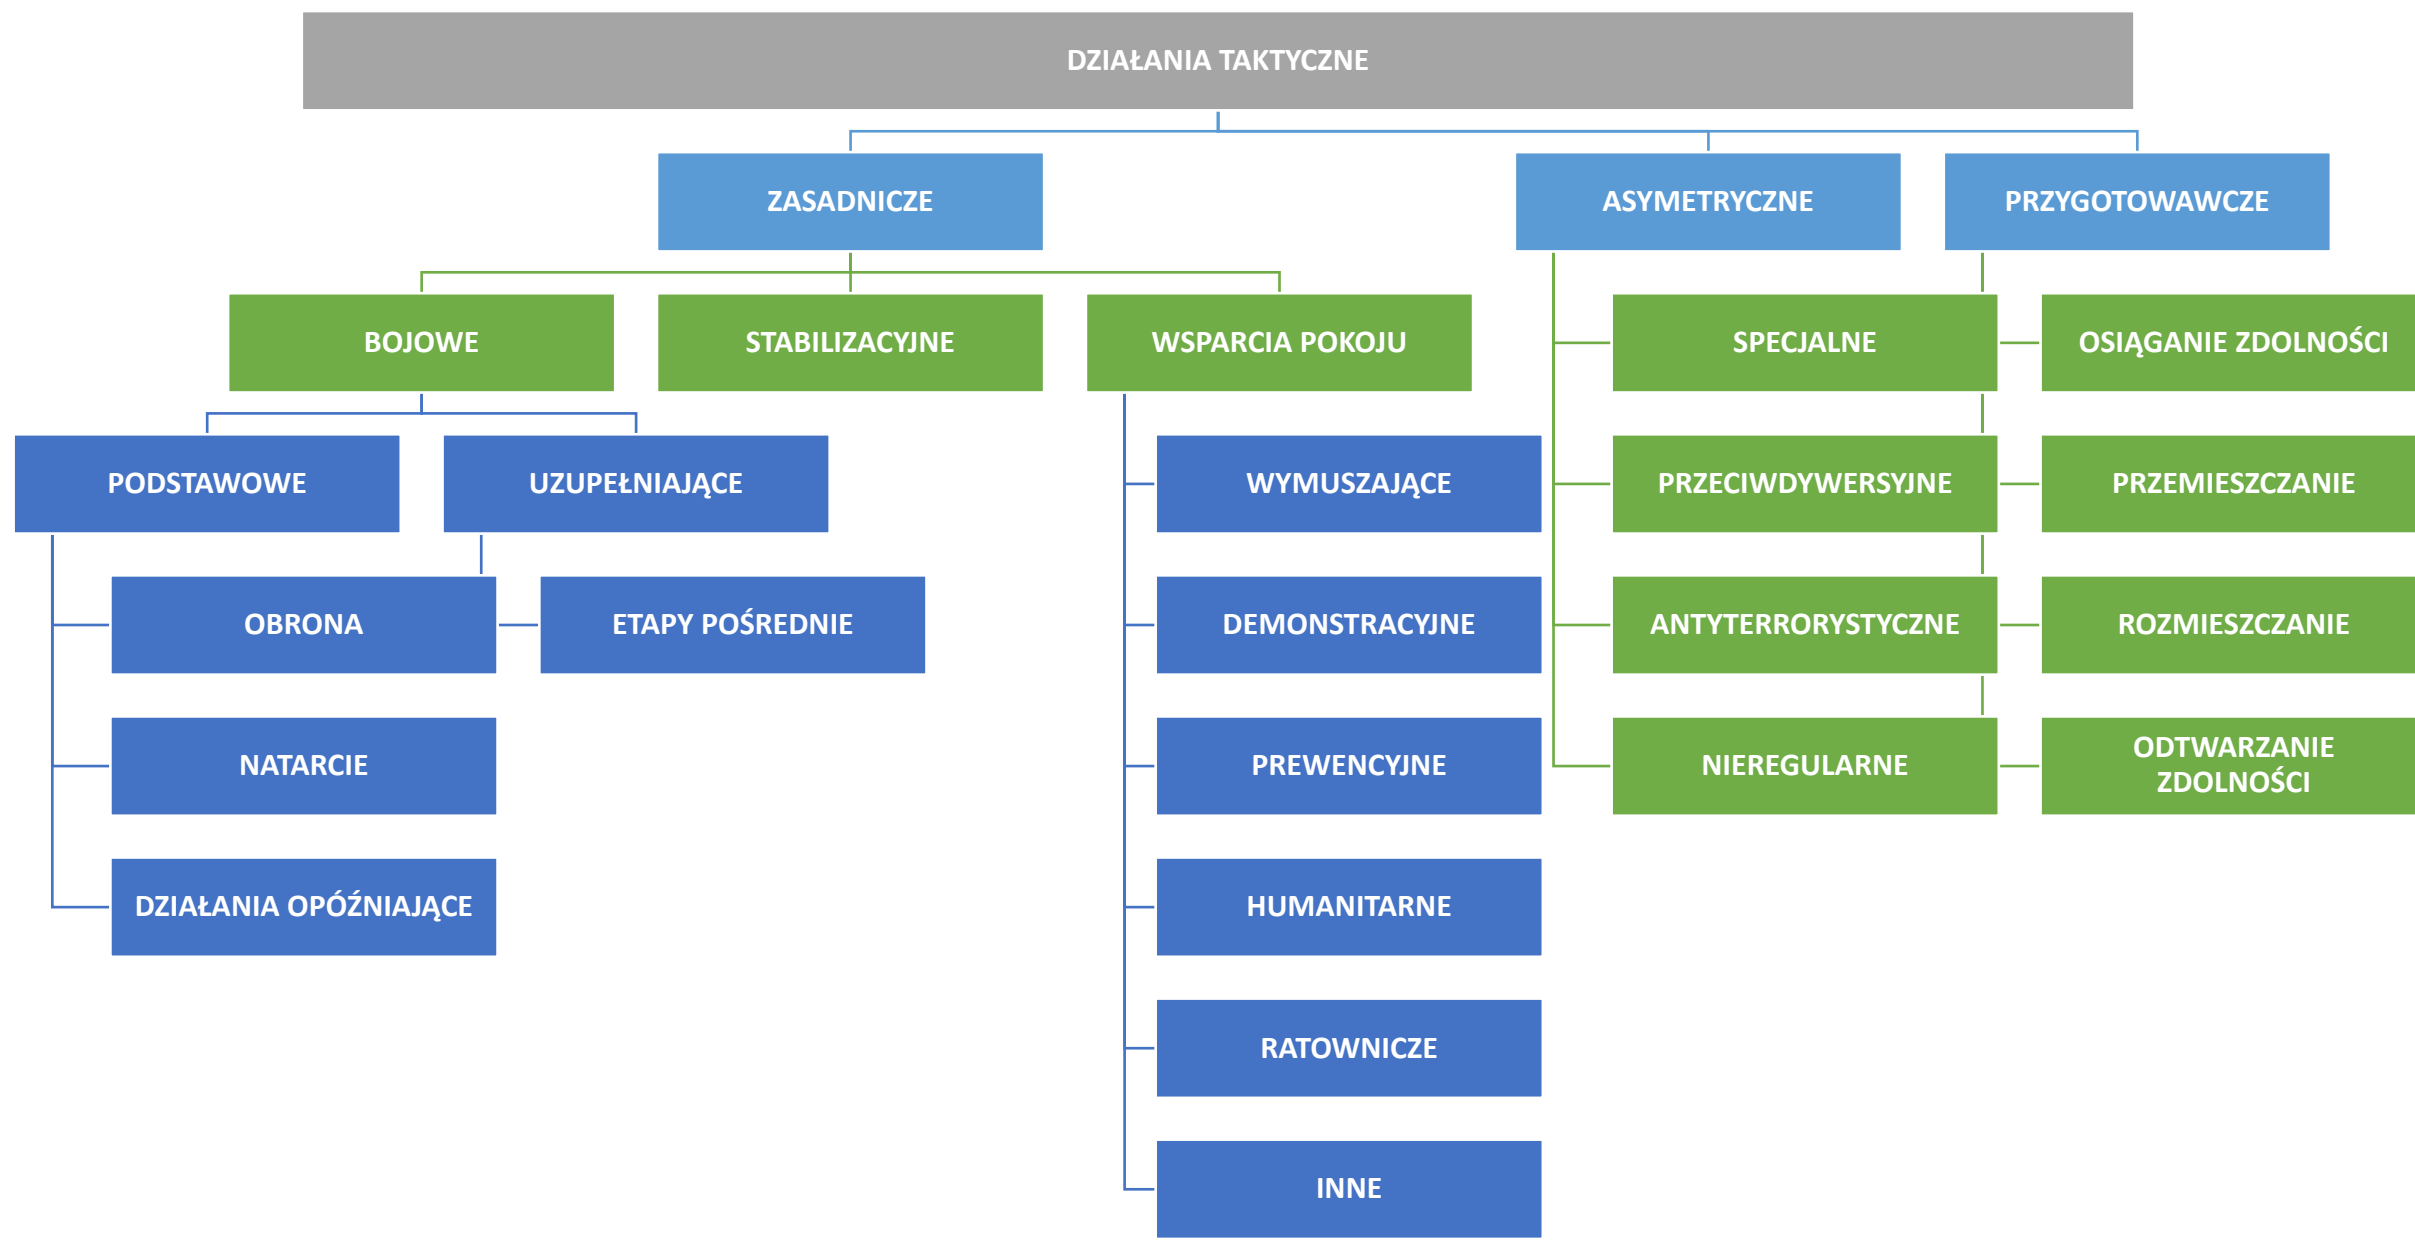 DZIAŁANIA TAKTYCZNE
ZASADNICZE
ASYMETRYCZNE
PRZYGOTOWAWCZE
BOJOWE
STABILIZACYJNE
WSPARCIA POKOJU
SPECJALNE
OSIĄGANIE ZDOLNOŚCI
PODSTAWOWE
UZUPEŁNIAJĄCE
WYMUSZAJĄCE
PRZECIWDYWERSYJNE
PRZEMIESZCZANIE
OBRONA
ETAPY POŚREDNIE
DEMONSTRACYJNE
ANTYTERRORYSTYCZNE
ROZMIESZCZANIE
NATARCIE
PREWENCYJNE
NIEREGULARNE
ODTWARZANIE
ZDOLNOŚCI
DZIAŁANIA OPÓŹNIAJĄCE
HUMANITARNE
RATOWNICZE
INNE